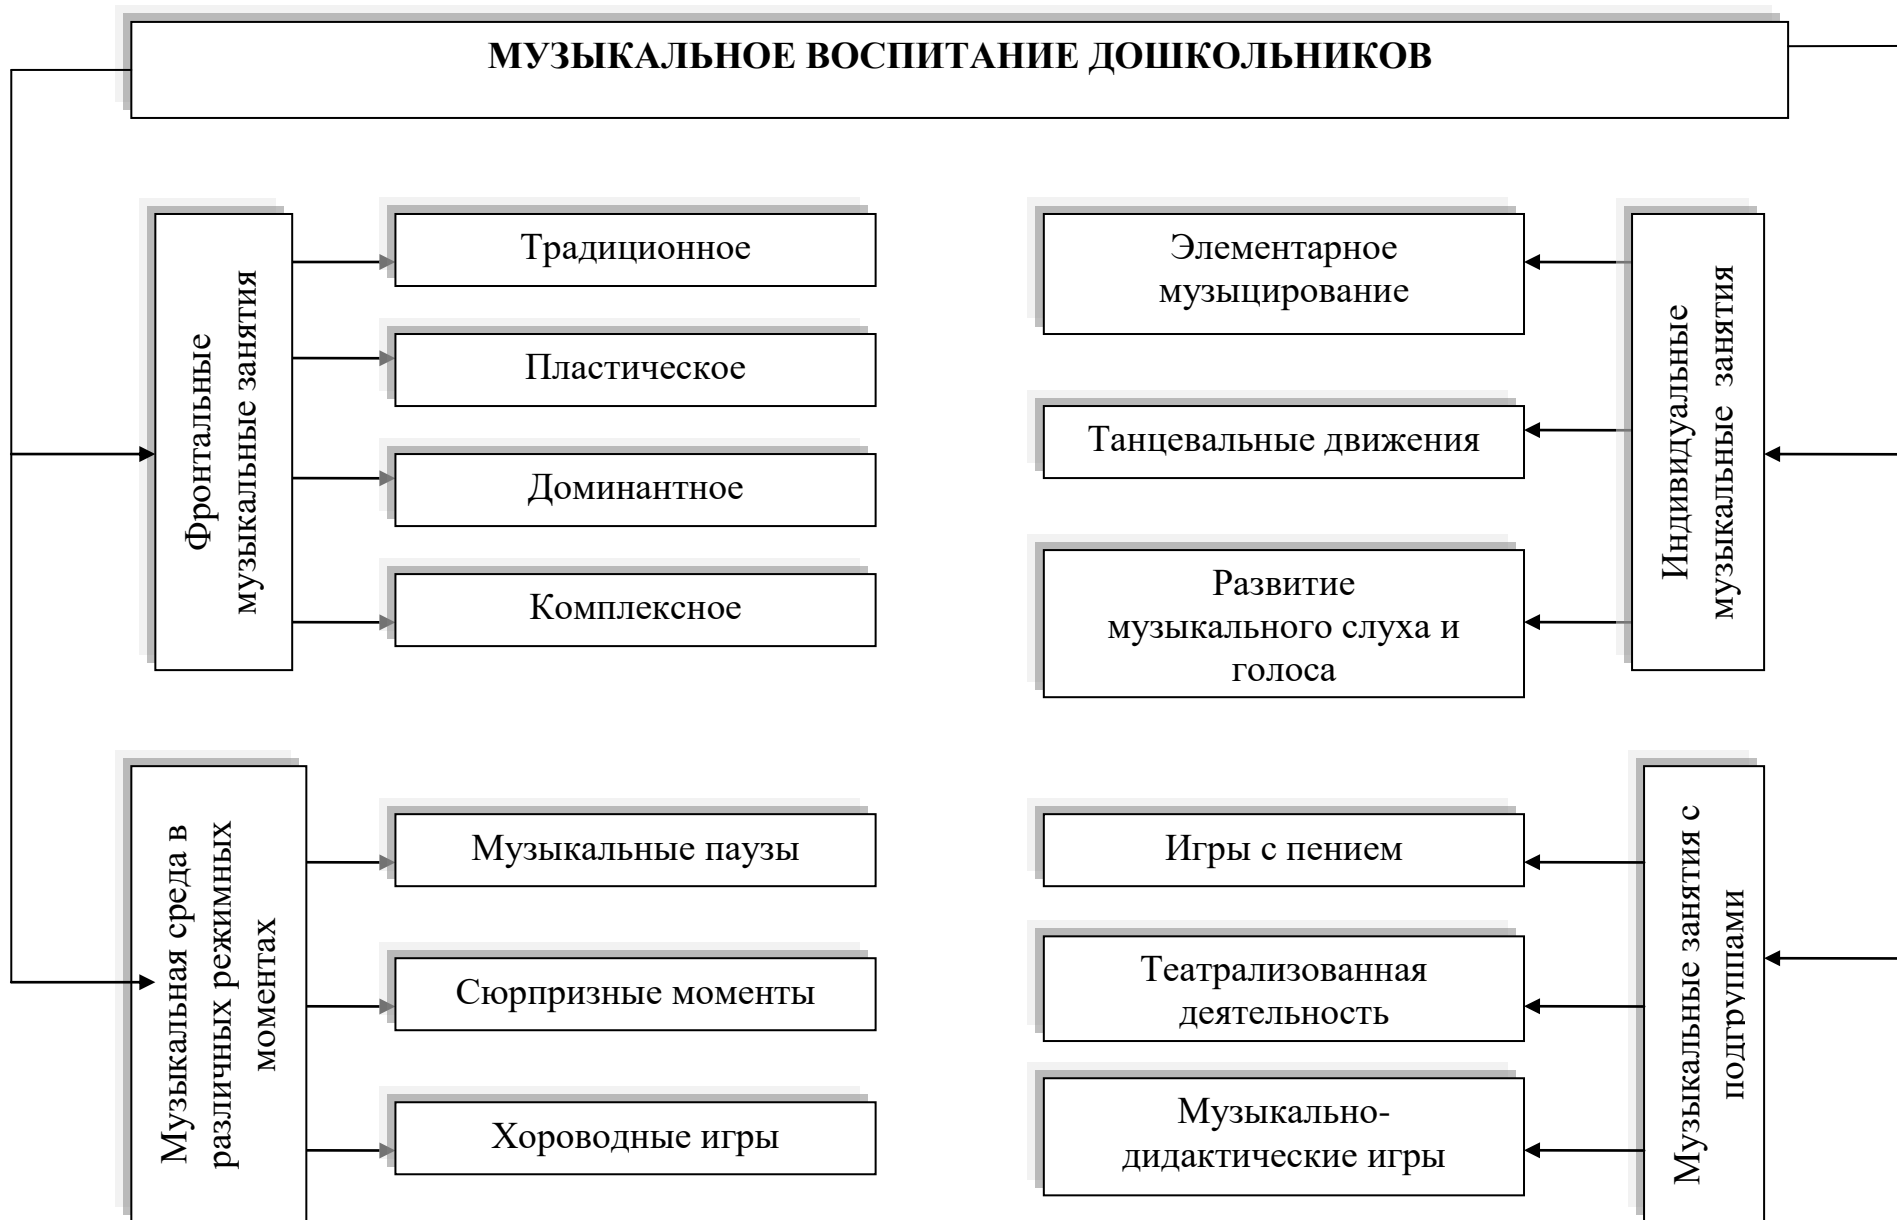 МУЗЫКАЛЬНОЕ ВОСПИТАНИЕ ДОШКОЛЬНИКОВ
Фронтальные
музыкальные занятия
Традиционное
Пластическое
Доминантное
Комплексное
Элементарное
музыцирование
Танцевальные движения
Развитие
музыкального слуха и
голоса
Индивидуальные
музыкальные занятия
Музыкальная среда в
различных режимных
моментах
Музыкальные паузы
Сюрпризные моменты
Хороводные игры
Игры с пением
Театрализованная
деятельность
Музыкально-
дидактические игры
Музыкальные занятия с
подгруппами